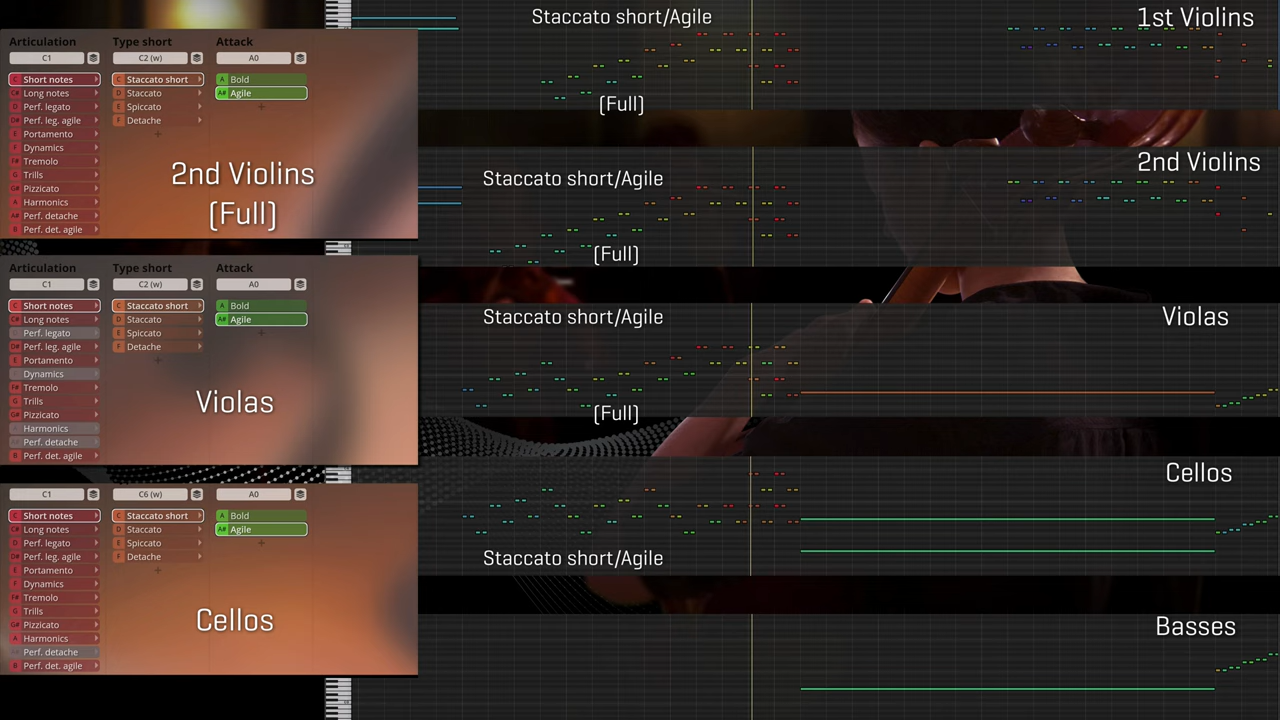 Staccato short/Agile
1st Violins
(Full)
Articulation Type short Attack
C1 C2 (w) A0
C Short notes C Staccato short A Bold
C# Long notes D Staccato A# Agile
D Perf. legato E Spiccato
D# Perf. leg. agile F Detache
E Portamento
F Dynamics
F# Tremolo
G Trills
G# Pizzicato
A Harmonics
A# Perf. detache
B Perf. det. agile
2nd Violins
(Full)
Staccato short/Agile
2nd Violins
(Full)
Articulation Type short Attack
C1 C2 (w) A0
C Short notes C Staccato short A Bold
C# Long notes D Staccato A# Agile
Perf. legato E Spiccato
D# Perf. leg. agile F Detache
E Portamento
Dynamics
F# Tremolo
G Trills
G# Pizzicato
Harmonics
Perf. detache
B Perf. det. agile
Violas
Staccato short/Agile
Violas
(Full)
C1 C6 (w) A0
C Short notes C Staccato short A Bold
C# Long notes D Staccato A# Agile
D Perf. legato E Spiccato
D# Perf. leg. agile F Detache
E Portamento
F Dynamics
F# Tremolo
G Trills
G# Pizzicato
A Harmonics
Perf. detache
B Perf. det. agile
Cellos
Cellos
Staccato short/Agile
Basses